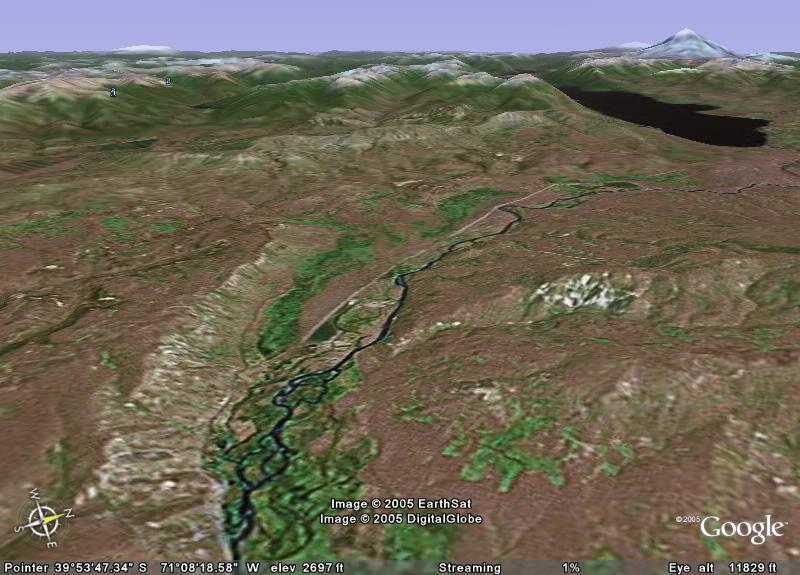 W N
S E
Image © 2005 EarthSat
Image © 2005 DigitalGlobe
© 2005 Google™
Pointer 39°53'47.34" S 71°08'18.58" W elev 2697 ft Streaming 1% Eye alt 11829 ft